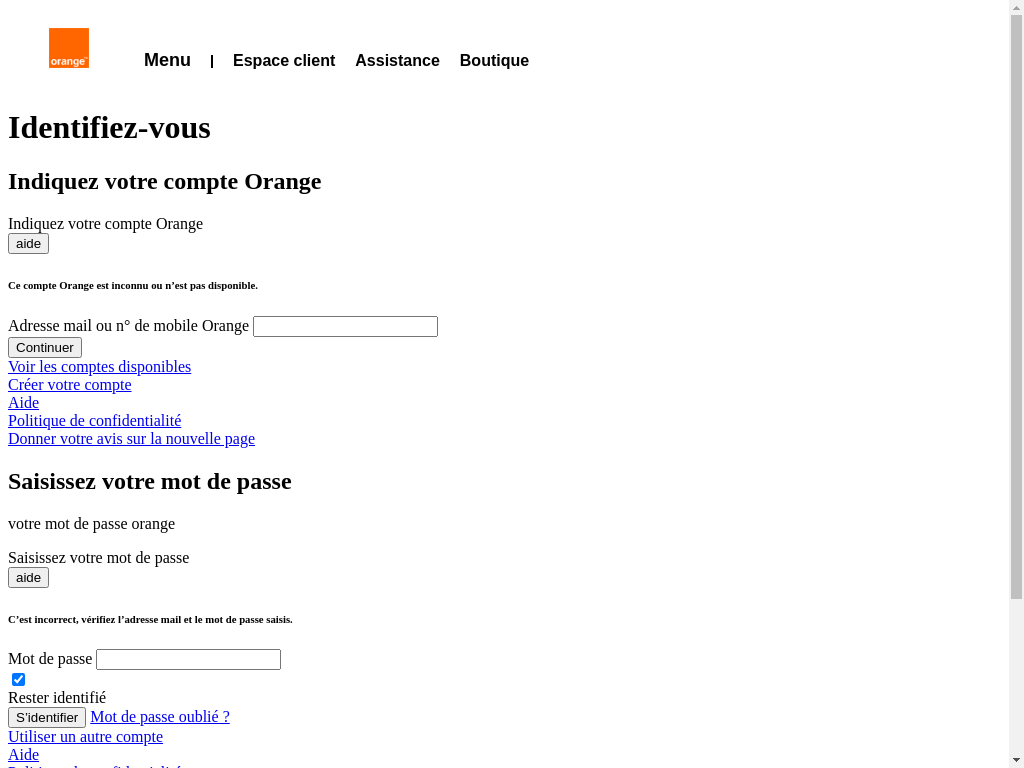 orange™
Menu | Espace client Assistance Boutique
Identifiez-vous
Indiquez votre compte Orange
Indiquez votre compte Orange
aide
Ce compte Orange est inconnu ou n’est pas disponible.
Adresse mail ou n° de mobile Orange
Continuer
Voir les comptes disponibles
Créer votre compte
Aide
Politique de confidentialité
Donner votre avis sur la nouvelle page
Saisissez votre mot de passe
votre mot de passe orange
Saisissez votre mot de passe
aide
C’est incorrect, vérifiez l’adresse mail et le mot de passe saisis.
Mot de passe
Rester identifié
S’identifier Mot de passe oublié ?
Utiliser un autre compte
Aide